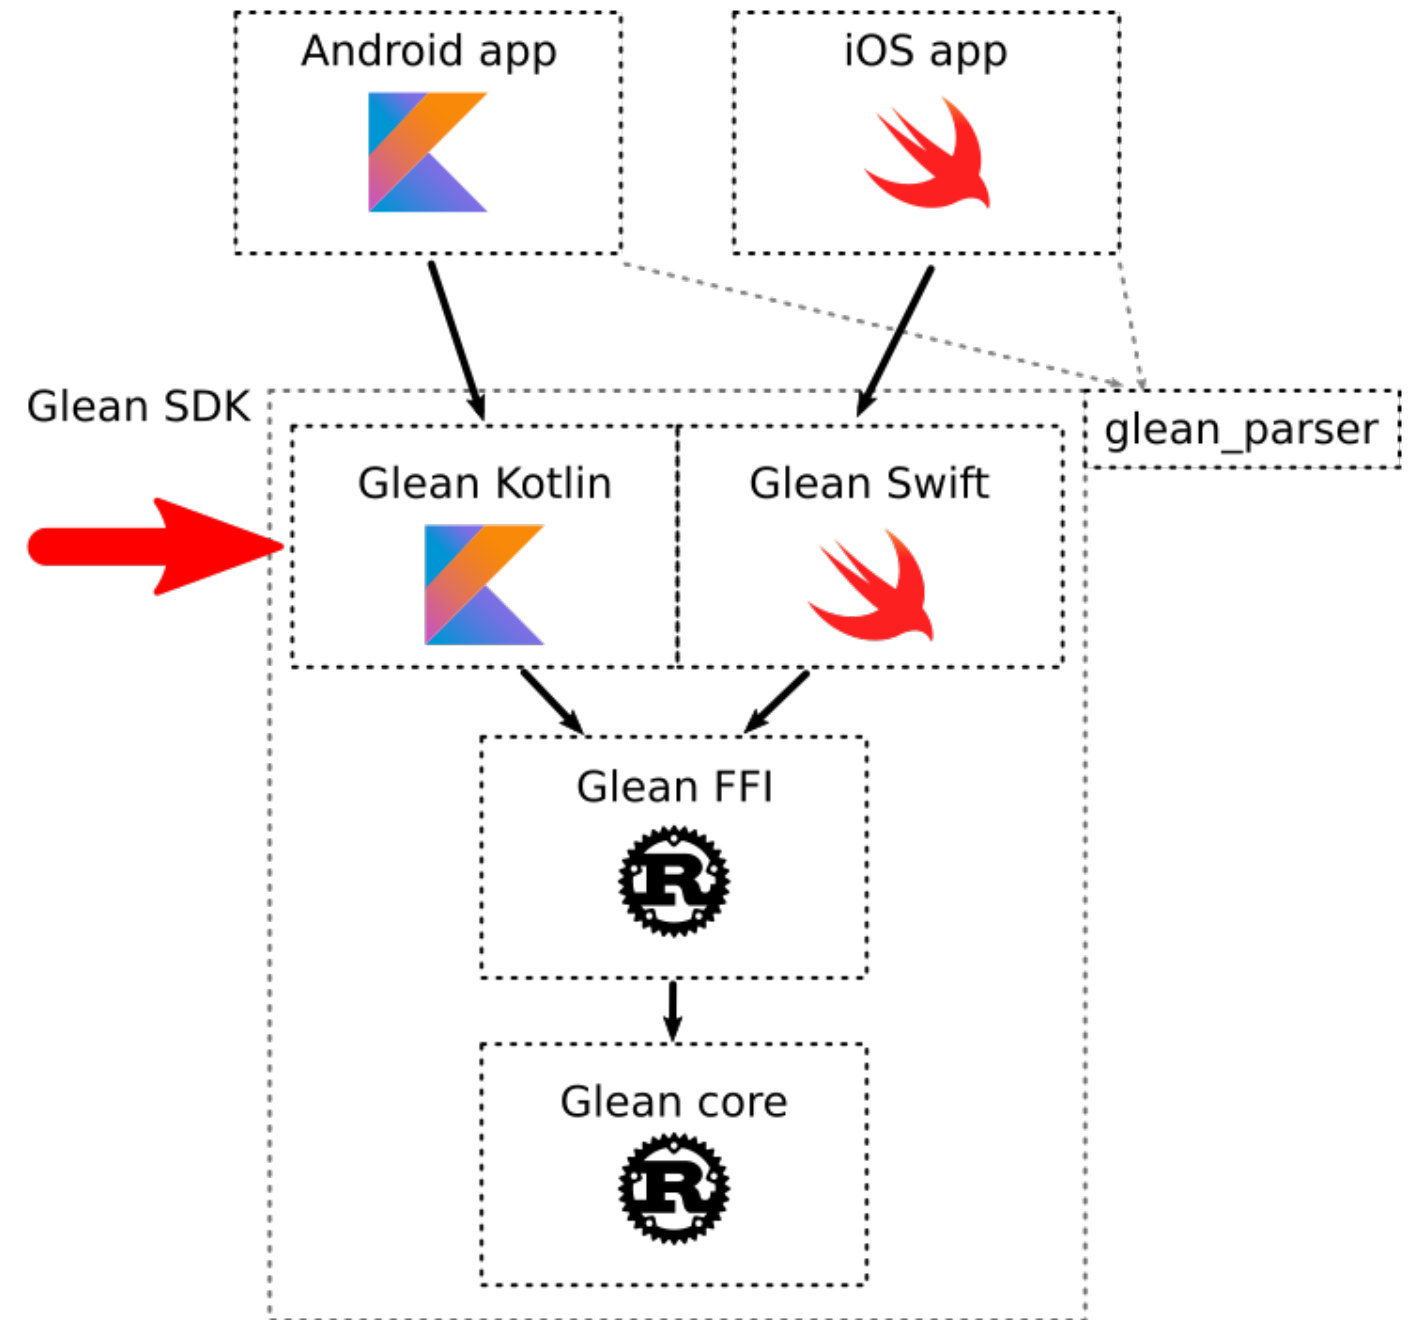 Android app
iOS app
Glean SDK
glean_parser
Glean Kotlin
Glean Swift
Glean FFI
R
Glean core
R